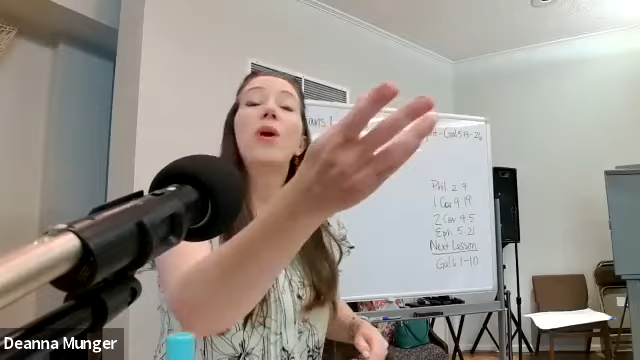 - Gal 5:13-26
Phil 2:7
1 Cor 9:19
2 Cor 4:5
Eph 5:21
Next Lesson
Gal 6:1-10
Deanna Munger